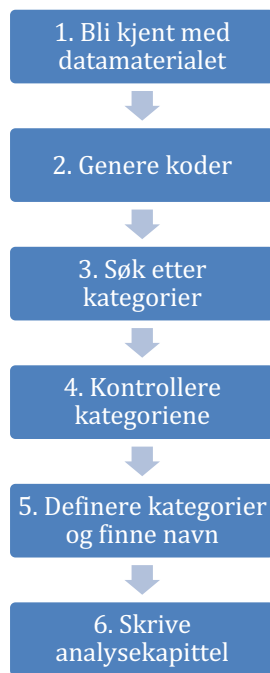 1. Bli kjent med
datamaterialet
2. Genere koder
3. Søk etter
kategorier
4. Kontrollere
kategoriene
5. Definere kategorier
og finne navn
6. Skrive
analysekapittel